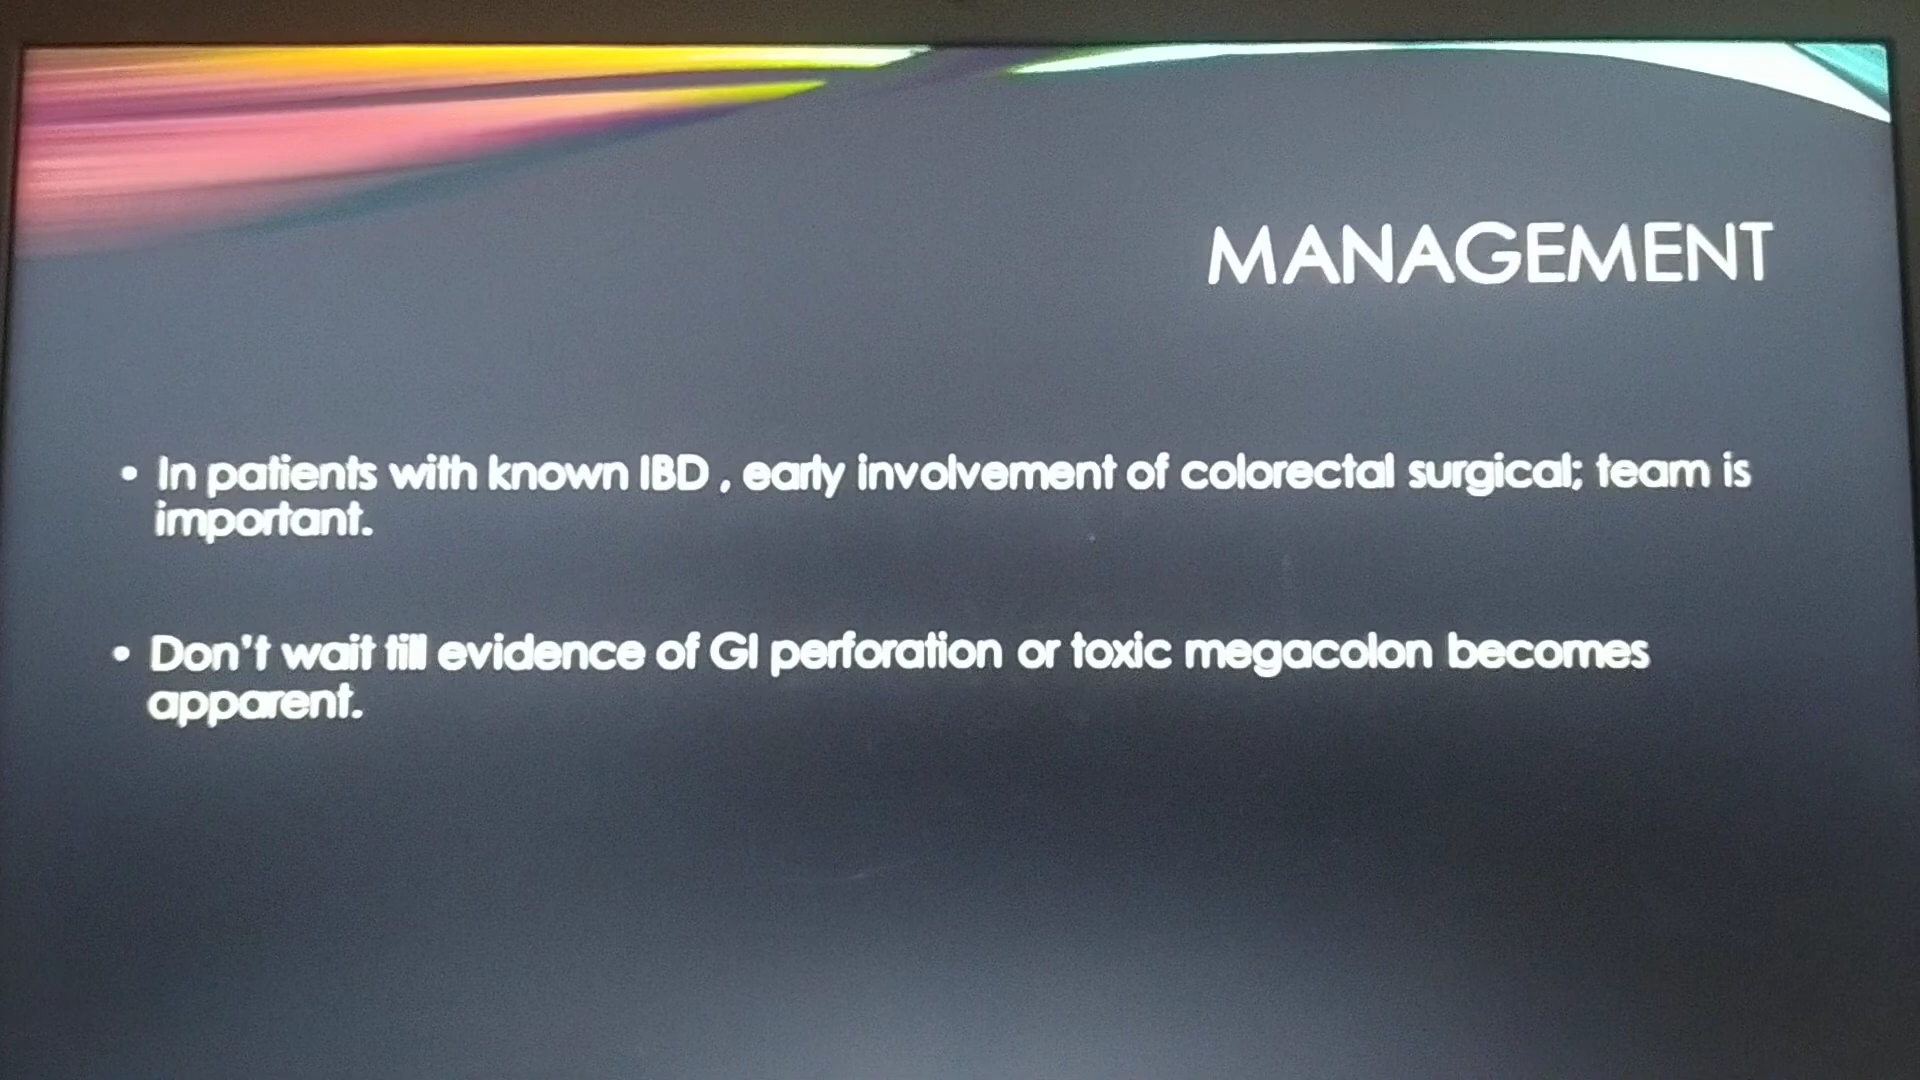 MANAGEMENT
• In patients with known IBD , early involvement of colorectal surgical; team is
important.
• Don't wait till evidence of GI perforation or toxic megacolon becomes
apparent.